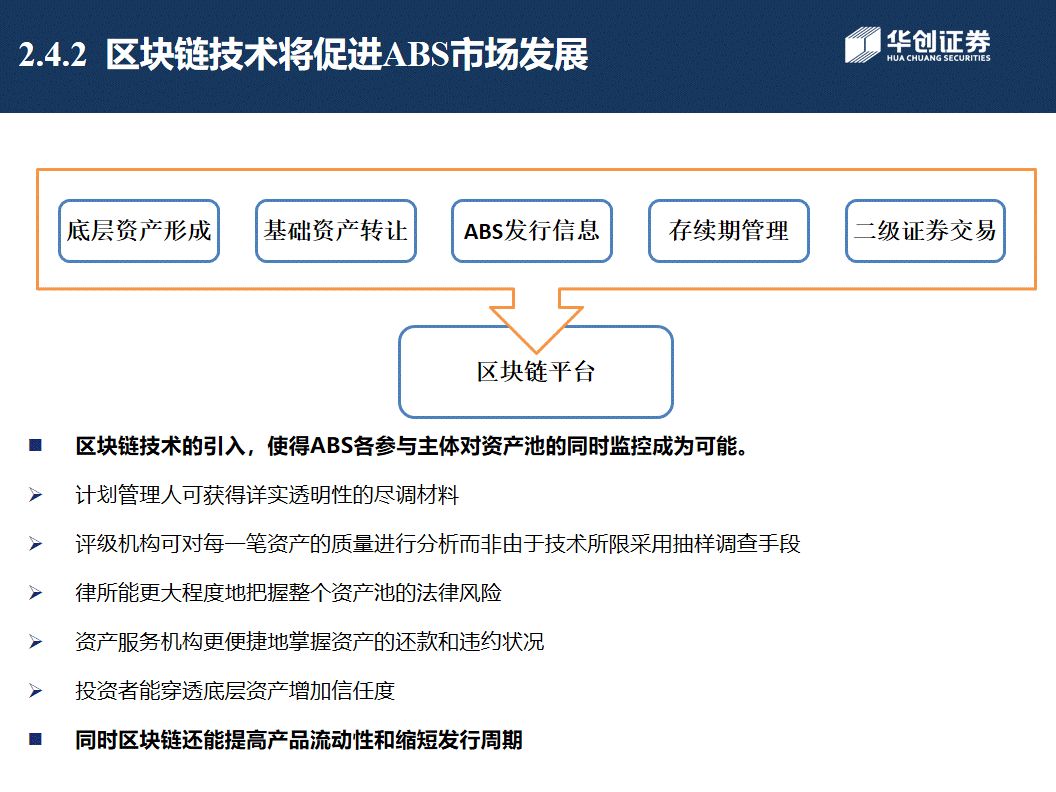 2.4.2 区块链技术将促进ABS市场发展
华创证券
HUA CHUANG SECURITIES
底层资产形成
基础资产转让
ABS发行信息
存续期管理
二级证券交易
区块链平台
区块链技术的引入，使得ABS各参与主体对资产池的同时监控成为可能。
计划管理人可获得详实透明性的尽调材料
评级机构可对每一笔资产的质量进行分析而非由于技术所限采用抽样调查手段
律所能更大程度地把握整个资产池的法律风险
资产服务机构更便捷地掌握资产的还款和违约状况
投资者能穿透底层资产增加信任度
同时区块链还能提高产品流动性和缩短发行周期